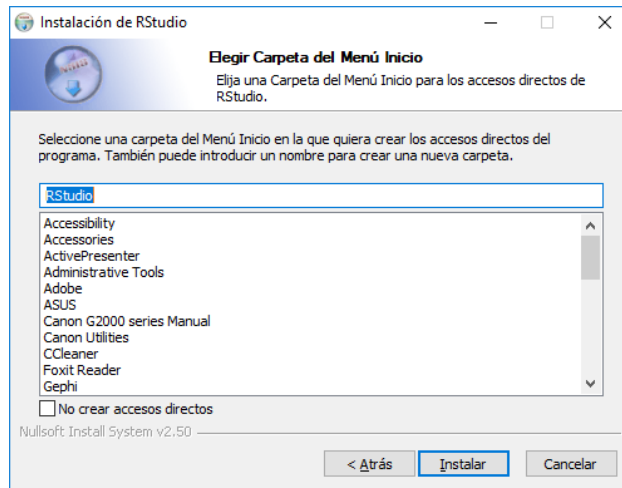 Instalación de RStudio
Elegir Carpeta del Menú Inicio
Elija una Carpeta del Menú Inicio para los accesos directos de
RStudio.
Seleccione una carpeta del Menú Inicio en la que quiera crear los accesos directos del
programa. También puede introducir un nombre para crear una nueva carpeta.
RStudio
Accessibility
Accessories
ActivePresenter
Administrative Tools
Adobe
ASUS
Canon G2000 series Manual
Canon Utilities
CCleaner
Foxit Reader
Gephi
No crear accesos directos
Nullsoft Install System v2.50
< Atrás
Instalar
Cancelar